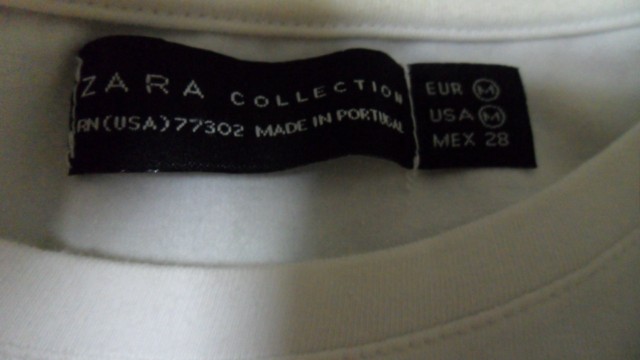 ZARA COLLECTION
RN(USA)77302 MADE IN PORTUGAL
EUR M
USA M
MEX 28